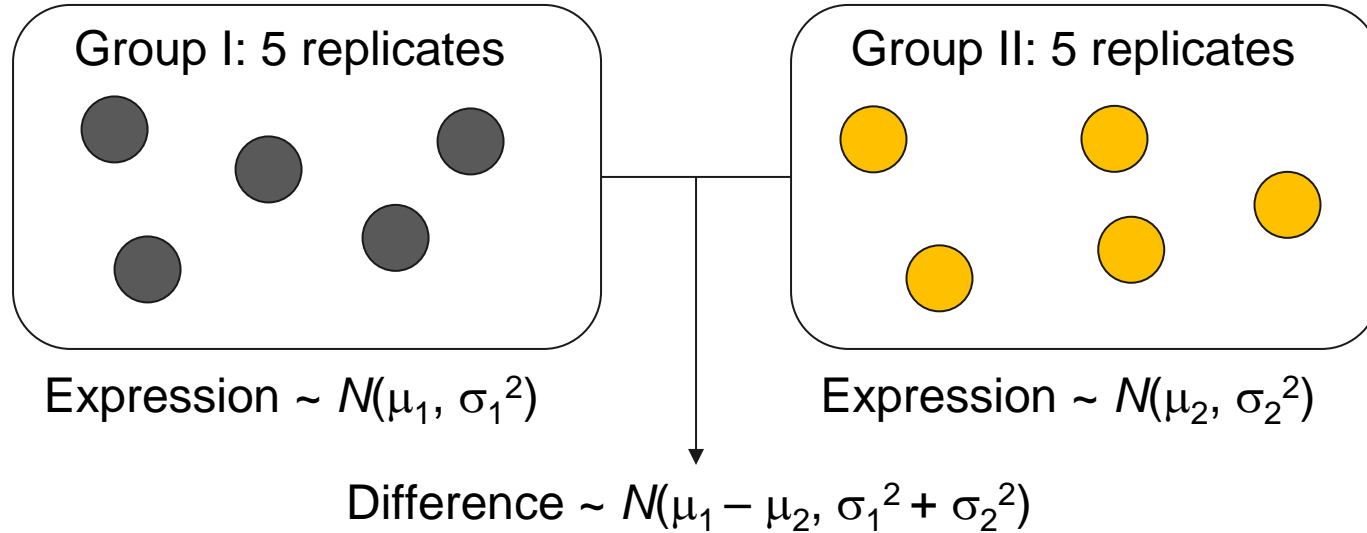 Group I: 5 replicates
Group II: 5 replicates
Expression ~ N(μ₁, σ₁²)
Expression ~ N(μ₂, σ₂²)
Difference ~ N(μ₁ – μ₂, σ₁² + σ₂²)